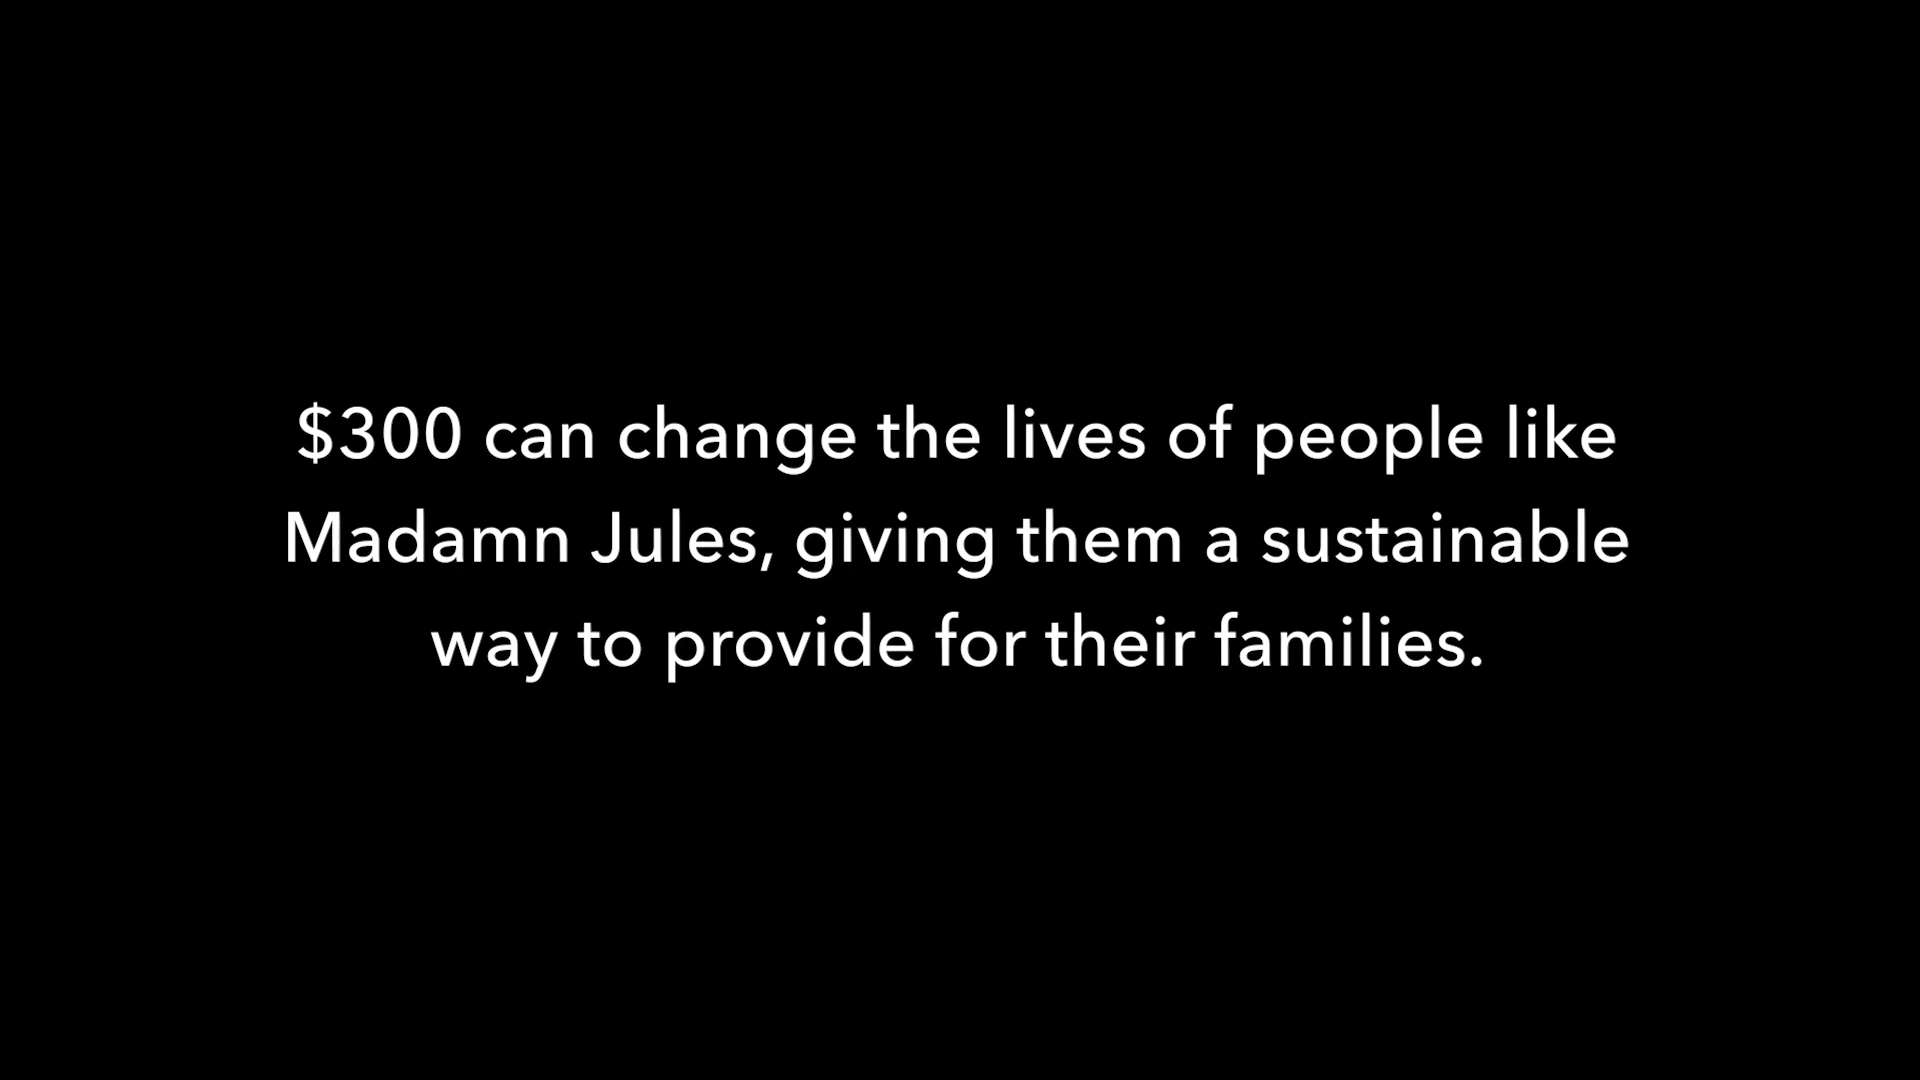 $300 can change the lives of people like
Madamn Jules, giving them a sustainable
way to provide for their families.